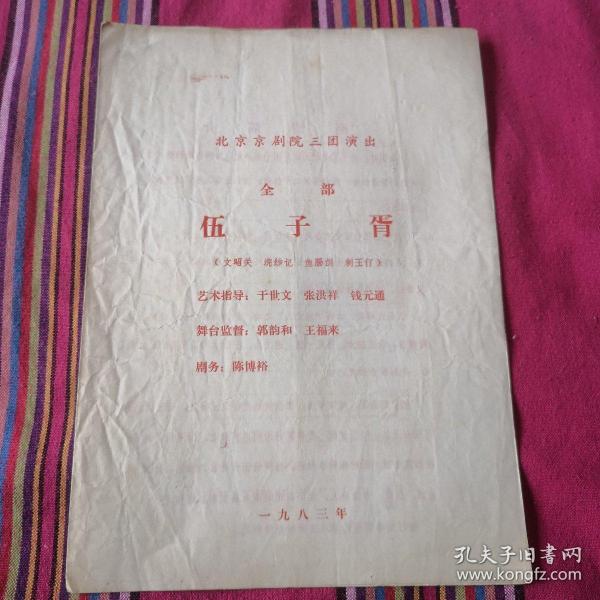 北京京剧院三团演出
全部
伍子胥
（文昭关 浣纱记 鱼肠剑 刺王僚）
艺术指导：于世文 张洪祥 钱元通
舞台监督：郭韵和 王福来
剧务：陈博裕
一九八三年
孔夫子旧书网
www.kongfz.com